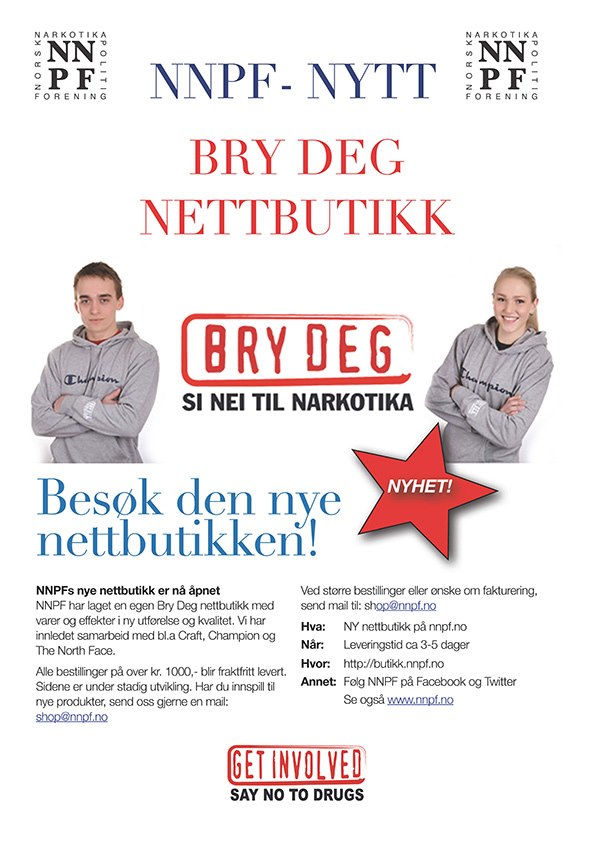 NARKOTIKA
NORSK
NN
PF
POLITI
FORENING
NNPF- NYTT
NARKOTIKA
NORSK
NN
PF
POLITI
FORENING
BRY DEG
NETTBUTIKK
Champion
BRY DEG
SI NEI TIL NARKOTIKA
Champion
NYHET!
Besøk den nye
nettbutikken!
NNPFs nye nettbutikk er nå åpnet
NNPF har laget en egen Bry Deg nettbutikk med
varer og effekter i ny utførelse og kvalitet. Vi har
innledet samarbeid med bl.a Craft, Champion og
The North Face.
Alle bestillinger på over kr. 1000,- blir fraktfritt levert.
Sidene er under stadig utvikling. Har du innspill til
nye produkter, send oss gjerne en mail:
shop@nnpf.no
Ved større bestillinger eller ønske om fakturering,
send mail til: shop@nnpf.no
Hva: NY nettbutikk på nnpf.no
Når: Leveringstid ca 3-5 dager
Hvor: http://butikk.nnpf.no
Annet: Følg NNPF på Facebook og Twitter
Se også www.nnpf.no
GET INVOLVED
SAY NO TO DRUGS